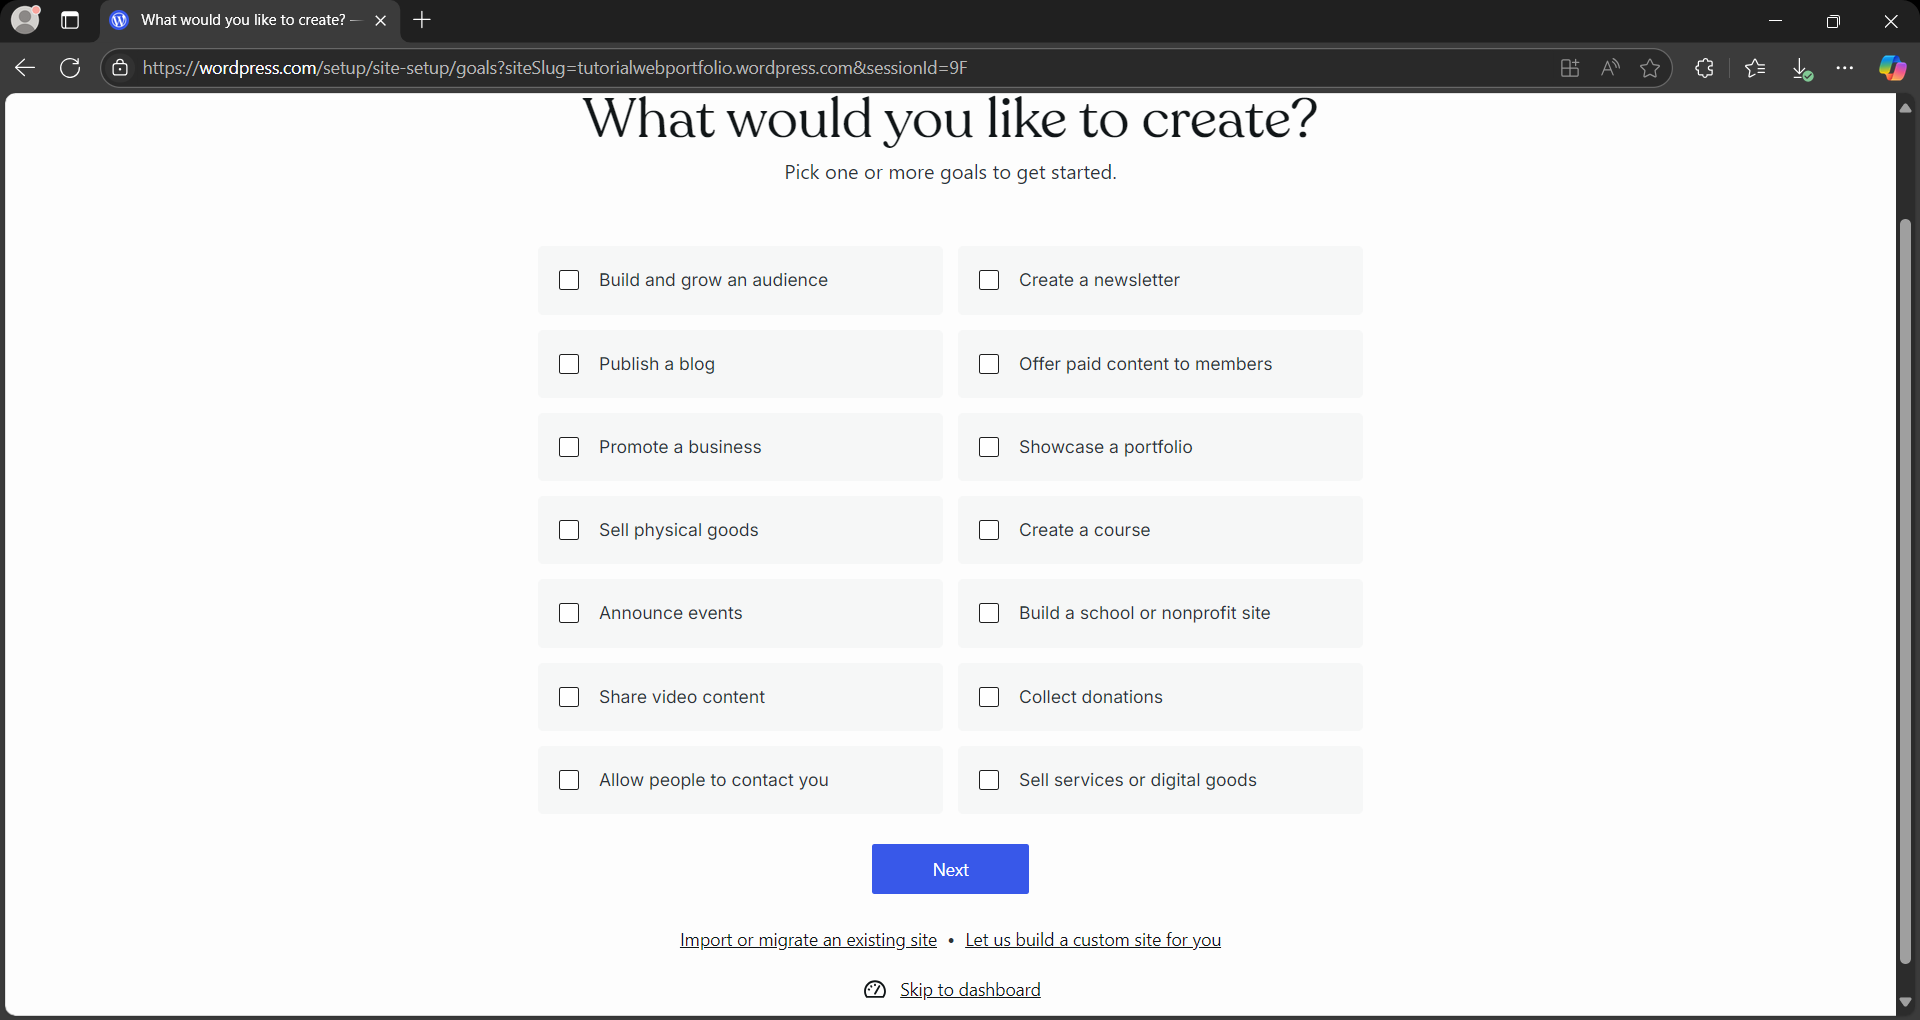 What would you like to create? —
https://wordpress.com/setup/site-setup/goals?siteSlug=tutorialwebportfolio.wordpress.com&sessionId=9F
What would you like to create?
Pick one or more goals to get started.
Build and grow an audience
Create a newsletter
Publish a blog
Offer paid content to members
Promote a business
Showcase a portfolio
Sell physical goods
Create a course
Announce events
Build a school or nonprofit site
Share video content
Collect donations
Allow people to contact you
Sell services or digital goods
Next
Import or migrate an existing site • Let us build a custom site for you
Skip to dashboard